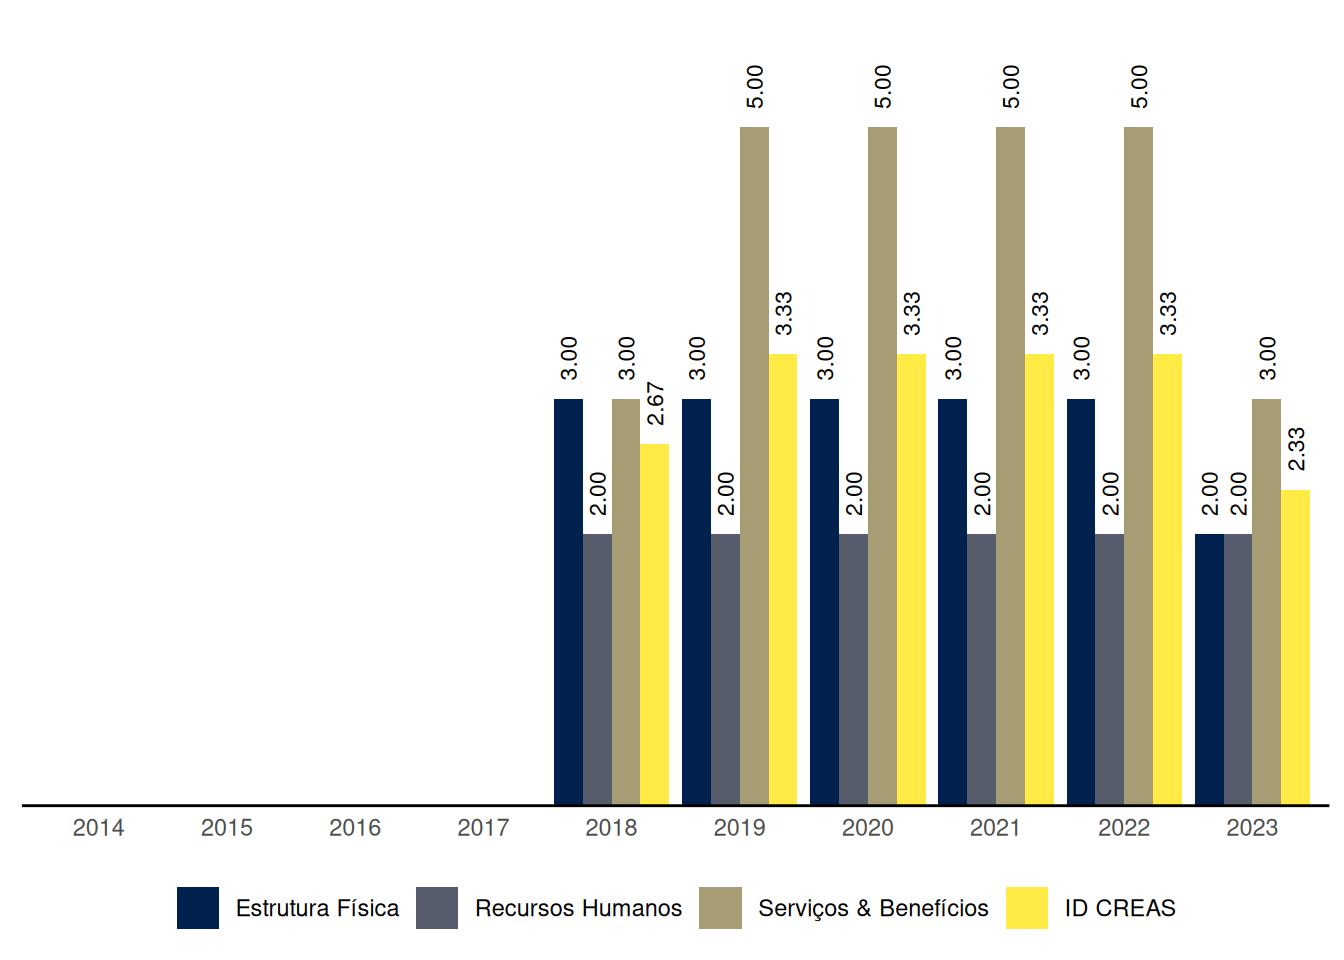 5.00 5.00 5.00 5.00
3.33 3.33 3.33 3.33
3.00 3.00 3.00 3.00 3.00 3.00 3.00
2.67
2.33
2.00 2.00 2.00 2.00 2.00 2.00 2.00
2014 2015 2016 2017 2018 2019 2020 2021 2022 2023
Estrutura Física Recursos Humanos Serviços & Benefícios ID CREAS